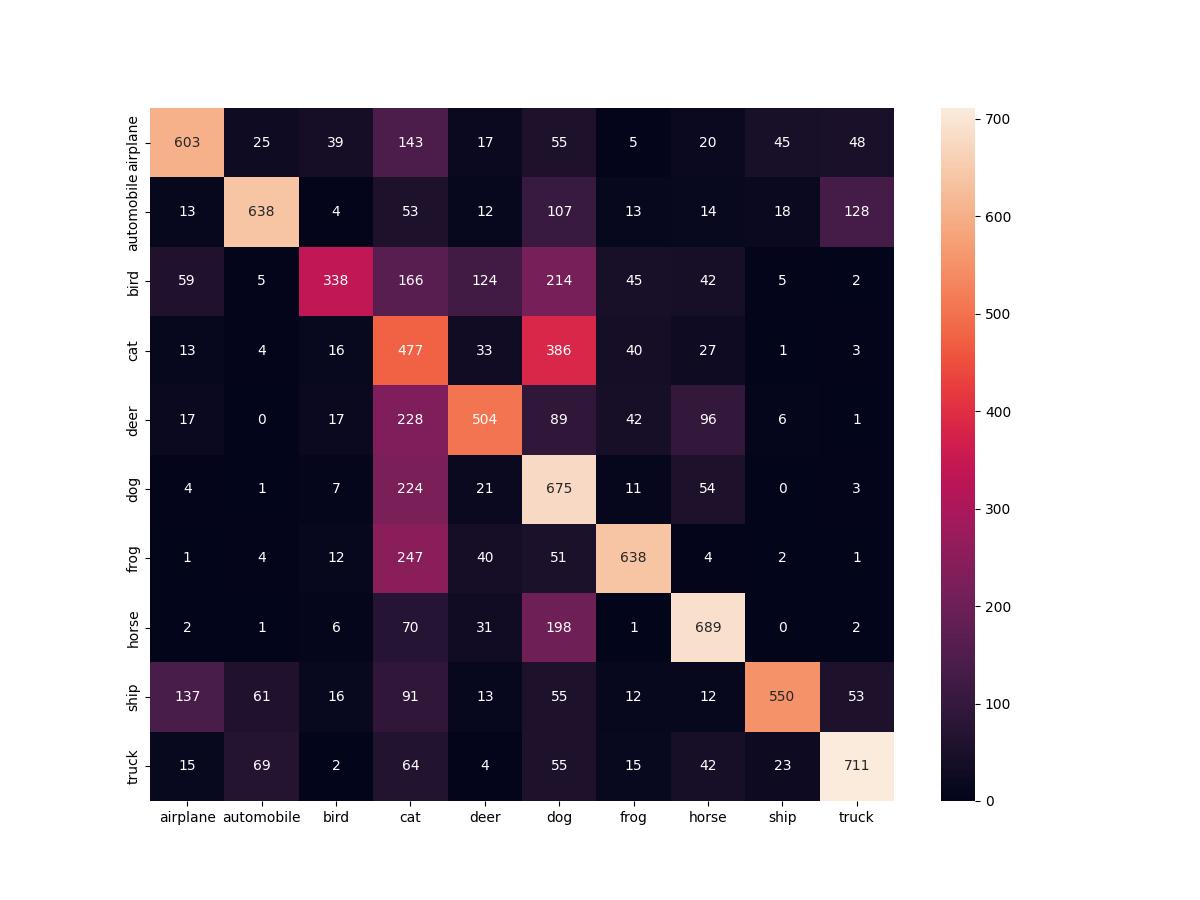 airplane 603 25 39 143 17 55 5 20 45 48
automobile 13 638 4 53 12 107 13 14 18 128
bird 59 5 338 166 124 214 45 42 5 2
cat 13 4 16 477 33 386 40 27 1 3
deer 17 0 17 228 504 89 42 96 6 1
dog 4 1 7 224 21 675 11 54 0 3
frog 1 4 12 247 40 51 638 4 2 1
horse 2 1 6 70 31 198 1 689 0 2
ship 137 61 16 91 13 55 12 12 550 53
truck 15 69 2 64 4 55 15 42 23 711
airplane automobile bird cat deer dog frog horse ship truck
700
600
500
400
300
200
100
0